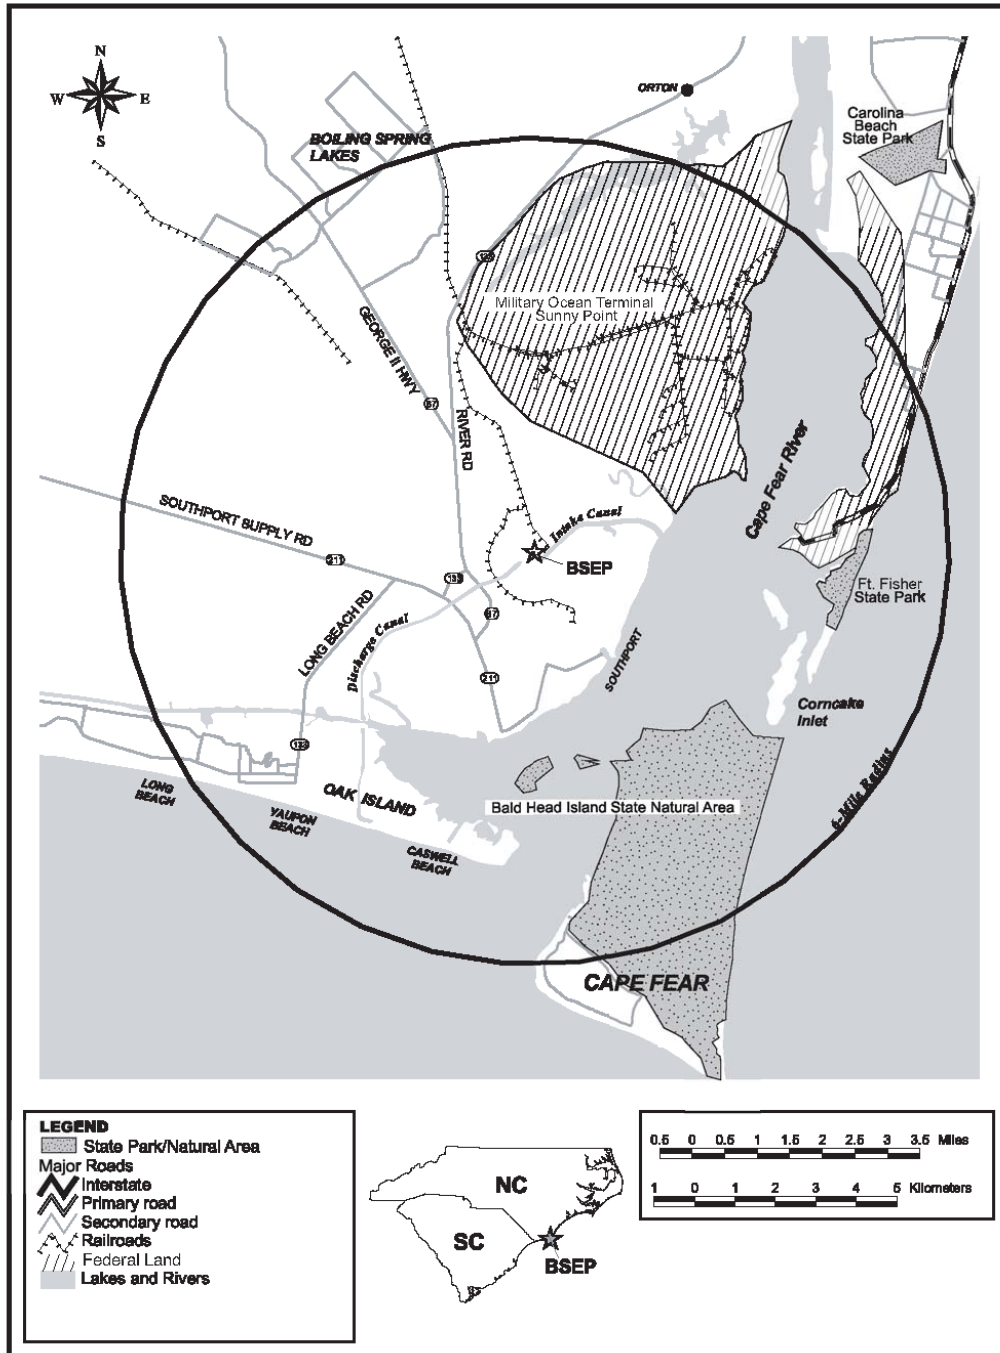 N
W E
S
ORTON
Carolina
Beach
State Park
BOILING SPRING
LAKES
133
Military Ocean Terminal
Sunny Point
GEORGE II HWY
87
RIVER RD
Cape Fear River
SOUTHPORT SUPPLY RD
211
Intake Canal
BSEP
133
Ft. Fisher
State Park
LONG BEACH RD
Discharge Canal
87
SOUTHPORT
211
Corncake
Inlet
133
LONG
BEACH
OAK ISLAND
YAUPON
BEACH
CASWELL
BEACH
Bald Head Island State Natural Area
6-Mile Radius
CAPE FEAR
LEGEND
State Park/Natural Area
Major Roads
Interstate
Primary road
Secondary road
Railroads
Federal Land
Lakes and Rivers
NC
SC
BSEP
0.5 0 0.5 1 1.5 2 2.5 3 3.5 Miles
1 0 1 2 3 4 5 Kilometers